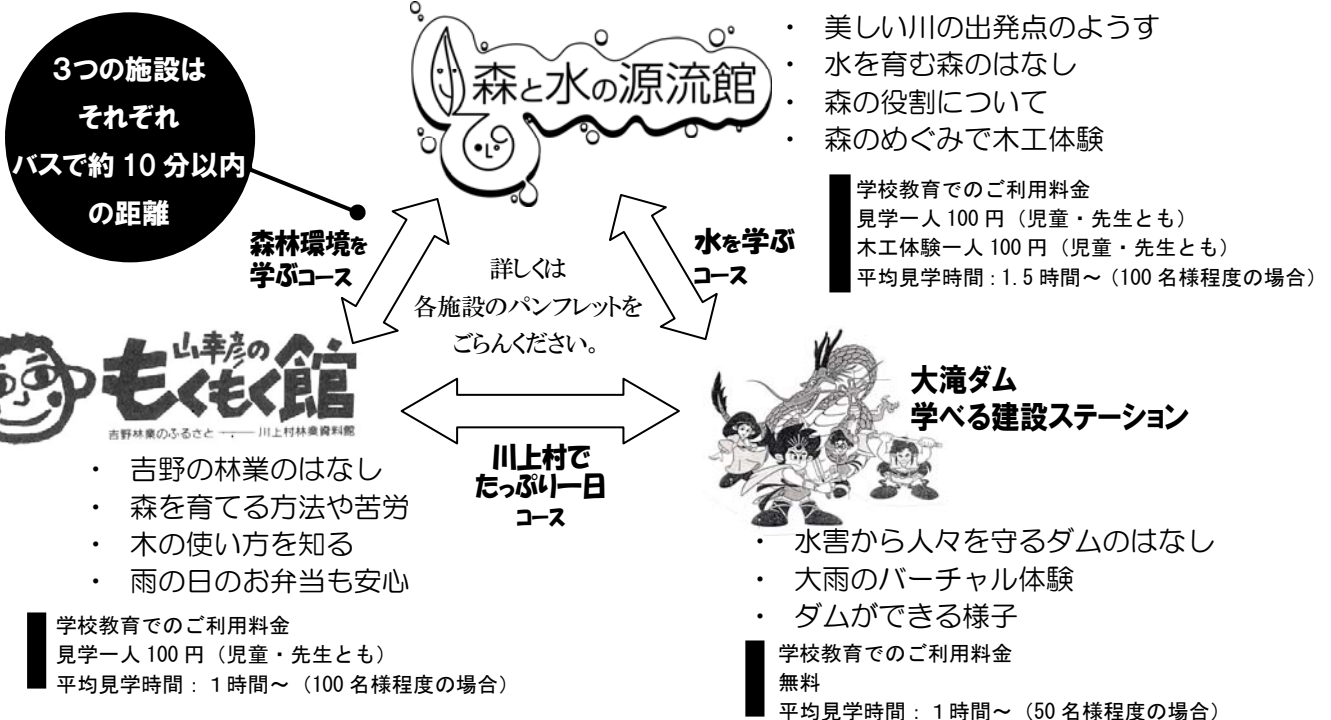 3つの施設は
それぞれ
バスで約10分以内
の距離
森と水の源流館
・ 美しい川の出発点のようす
・ 水を育む森のはなし
・ 森の役割について
・ 森のめぐみで木工体験
学校教育でのご利用料金
見学一人100円（児童・先生とも）
木工体験一人100円（児童・先生とも）
平均見学時間：1.5時間～（100名様程度の場合）
森林環境を
学ぶコース
水を学ぶ
コース
詳しくは
各施設のパンフレットを
ごらんください。
山幸彦の
もくもく館
吉野林業のふるさと ―― 川上村林業資料館
・ 吉野の林業のはなし
・ 森を育てる方法や苦労
・ 木の使い方を知る
・ 雨の日のお弁当も安心
学校教育でのご利用料金
見学一人100円（児童・先生とも）
平均見学時間：1時間～（100名様程度の場合）
川上村で
たっぷり一日
コース
大滝ダム
学べる建設ステーション
・ 水害から人々を守るダムのはなし
・ 大雨のバーチャル体験
・ ダムができる様子
学校教育でのご利用料金
無料
平均見学時間：1時間～（50名様程度の場合）